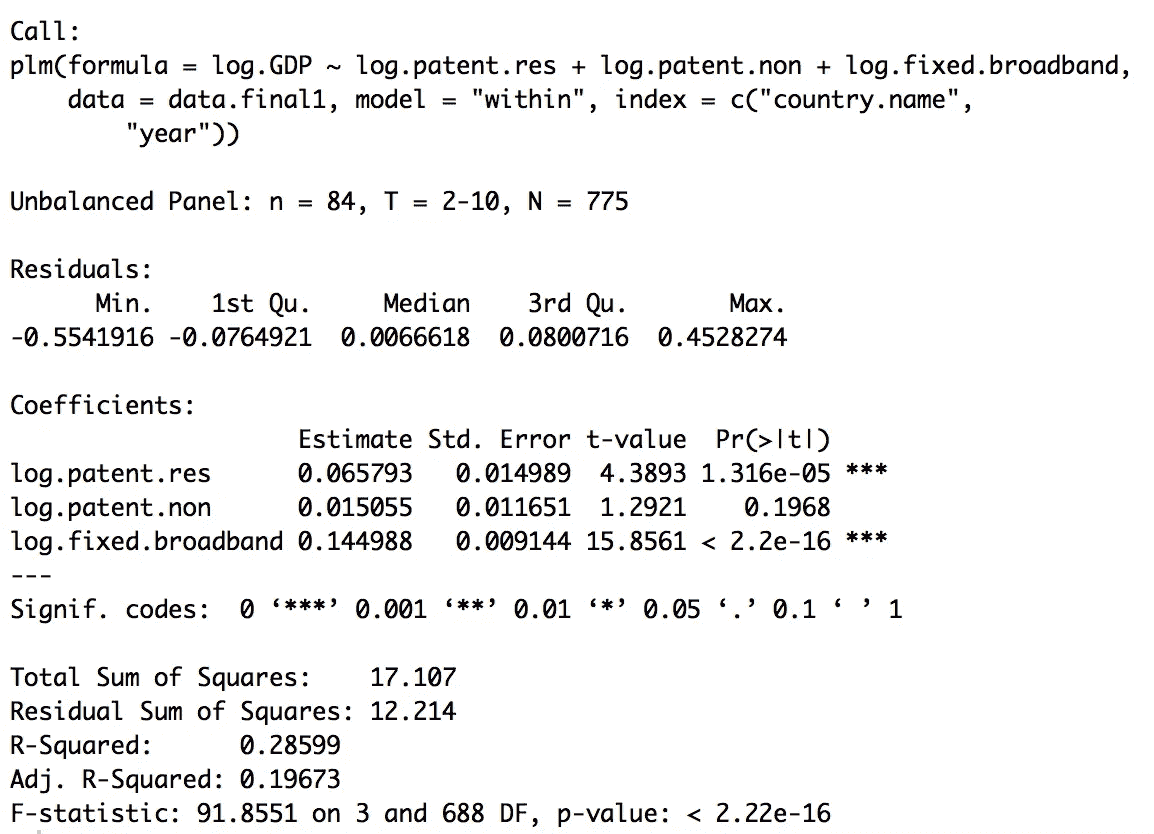 Call:
plm(formula = log.GDP ~ log.patent.res + log.patent.non + log.fixed.broadband,
    data = data.final1, model = "within", index = c("country.name",
        "year"))

Unbalanced Panel: n = 84, T = 2-10, N = 775

Residuals:
      Min.    1st Qu.     Median    3rd Qu.       Max.
-0.5541916 -0.0764921  0.0066618  0.0800716  0.4528274

Coefficients:
                    Estimate Std. Error t-value  Pr(>|t|)
log.patent.res      0.065793   0.014989  4.3893 1.316e-05 ***
log.patent.non      0.015055   0.011651  1.2921    0.1968
log.fixed.broadband 0.144988   0.009144 15.8561 < 2.2e-16 ***
---
Signif. codes:  0 ‘***’ 0.001 ‘**’ 0.01 ‘*’ 0.05 ‘.’ 0.1 ‘ ’ 1

Total Sum of Squares:    17.107
Residual Sum of Squares: 12.214
R-Squared:      0.28599
Adj. R-Squared: 0.19673
F-statistic: 91.8551 on 3 and 688 DF, p-value: < 2.22e-16